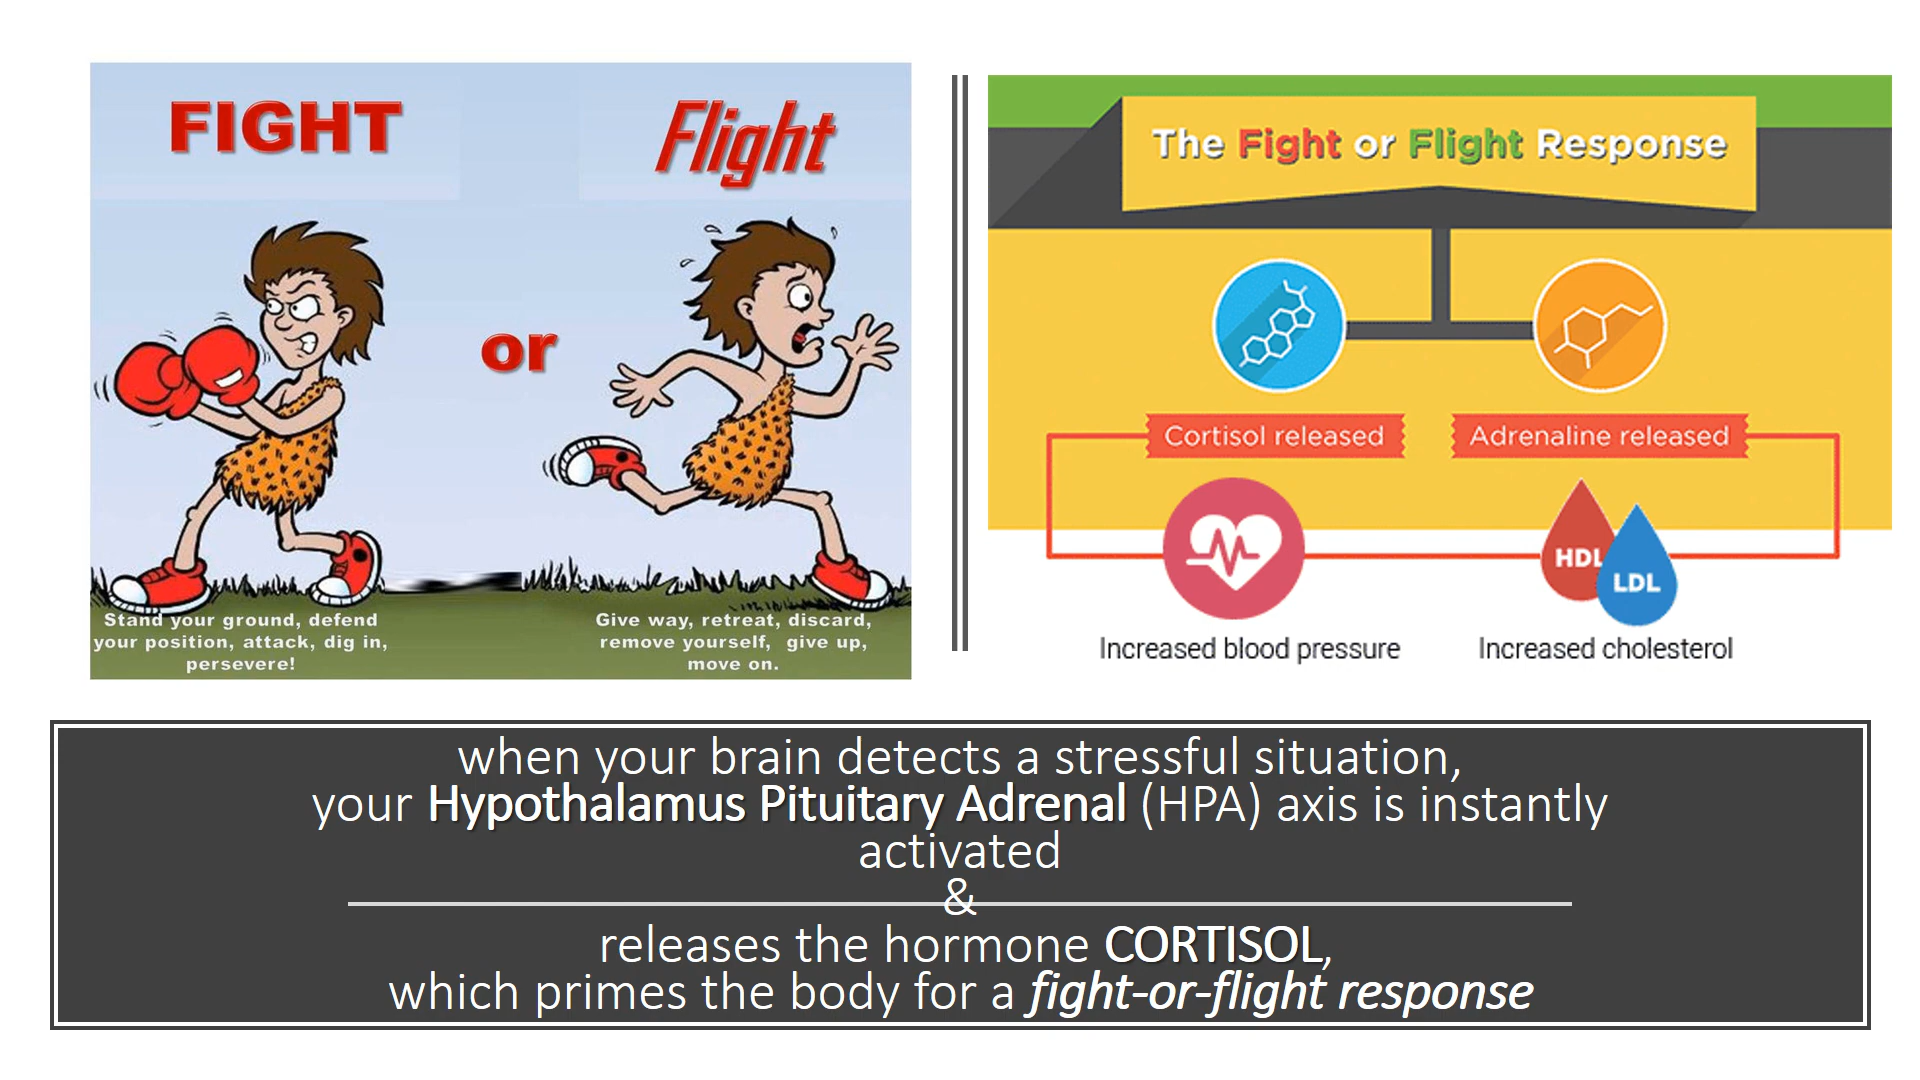 FIGHT
or
Flight
Stand your ground, defend
your position, attack, dig in,
persevere!
Give way, retreat, discard,
remove yourself,  give up,
move on.
The Fight or Flight Response
Cortisol released
Adrenaline released
HDL
LDL
Increased blood pressure
Increased cholesterol
when your brain detects a stressful situation,
your Hypothalamus Pituitary Adrenal (HPA) axis is instantly
activated
&
releases the hormone CORTISOL,
which primes the body for a fight-or-flight response